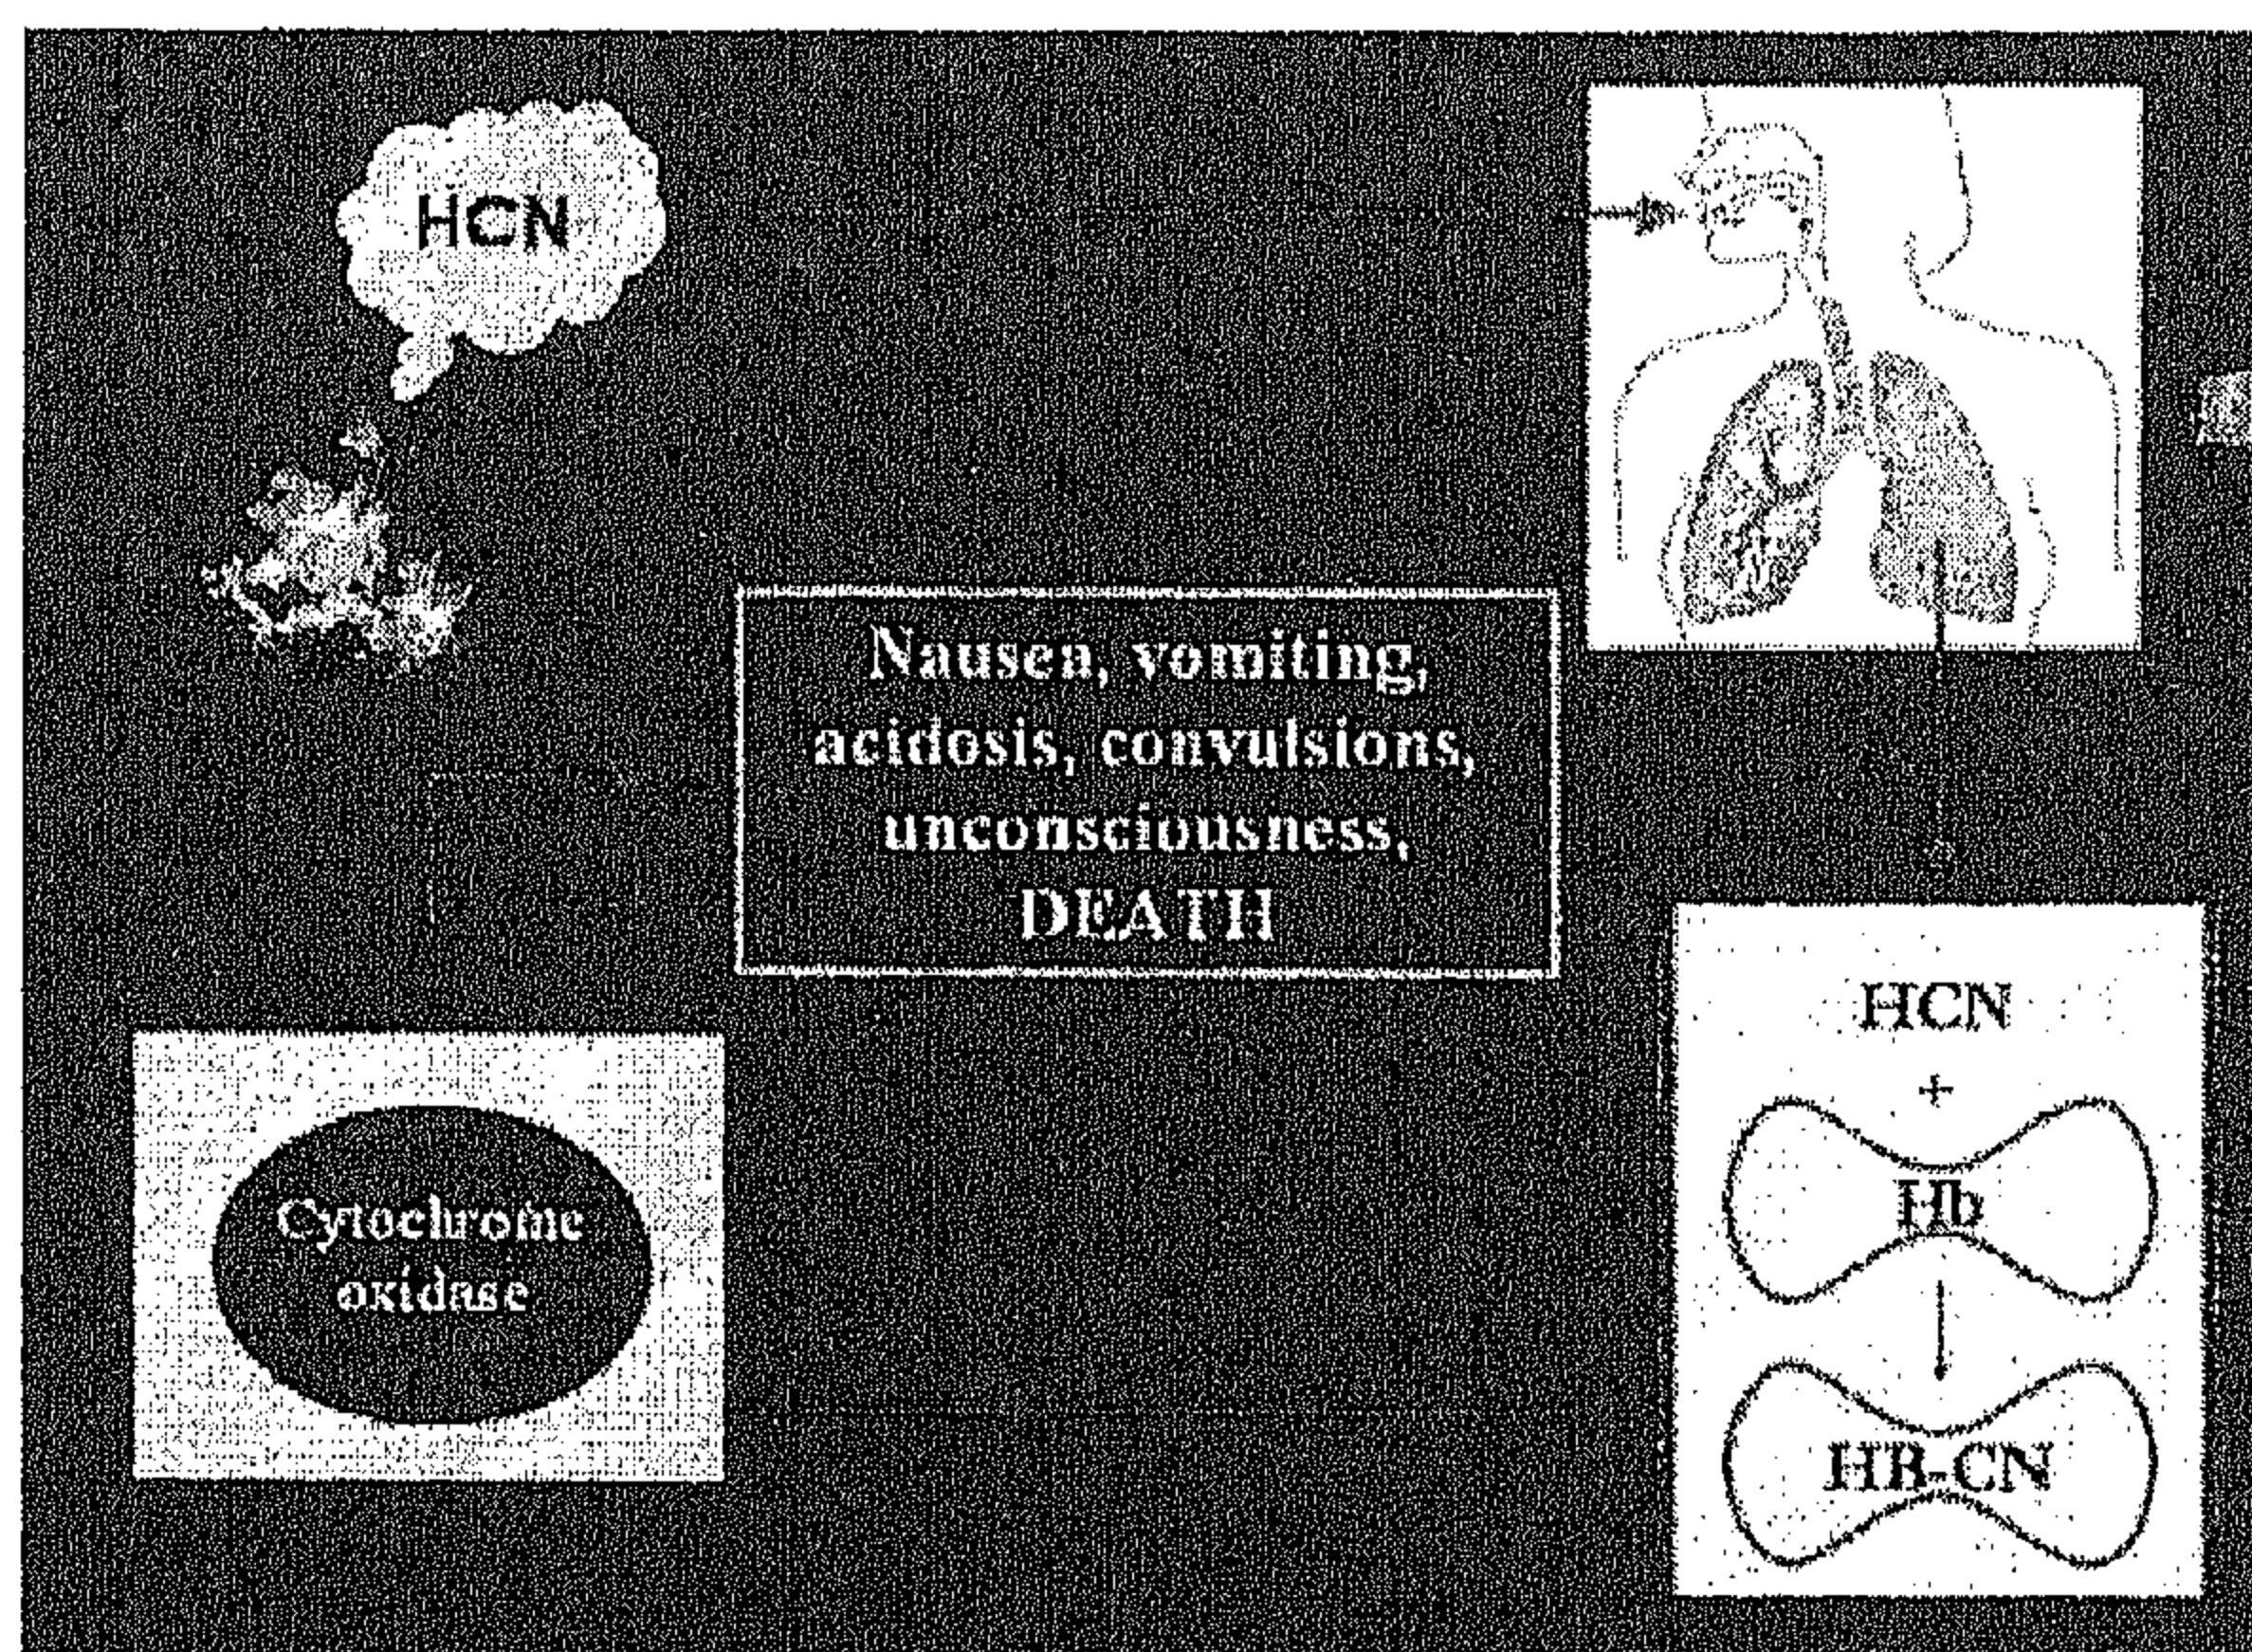 HCN
Nausea, vomiting,
acidosis, convulsions,
unconsciousness,
DEATH
HCN
+
Hb
HB-CN
Cytochrome
oxidase